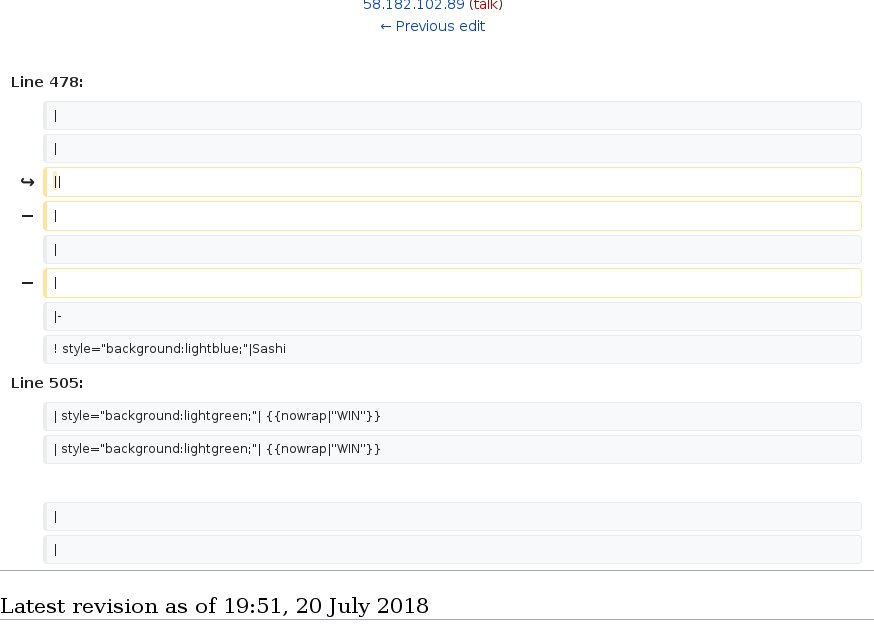 58.182.102.89 (talk)
← Previous edit
Line 478:
|
|
↪ ||
− |
|
− |
|-
! style="background:lightblue;"|Sashi
Line 505:
| style="background:lightgreen;"| {{nowrap|"WIN"}}
| style="background:lightgreen;"| {{nowrap|"WIN"}}
|
|
Latest revision as of 19:51, 20 July 2018